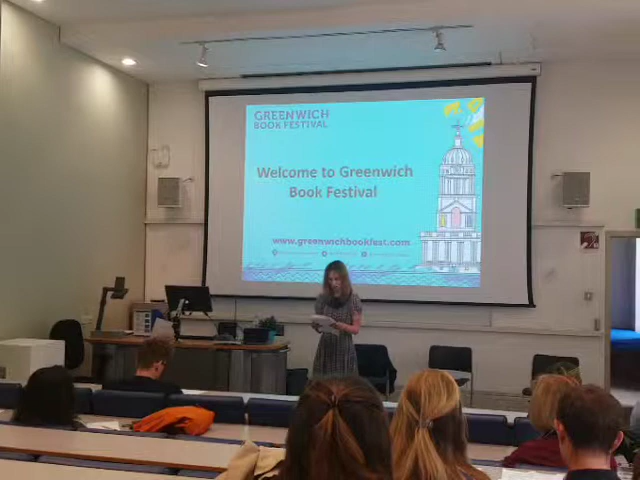 GREENWICH
BOOK FESTIVAL
Welcome to Greenwich
Book Festival
www.greenwichbookfest.com